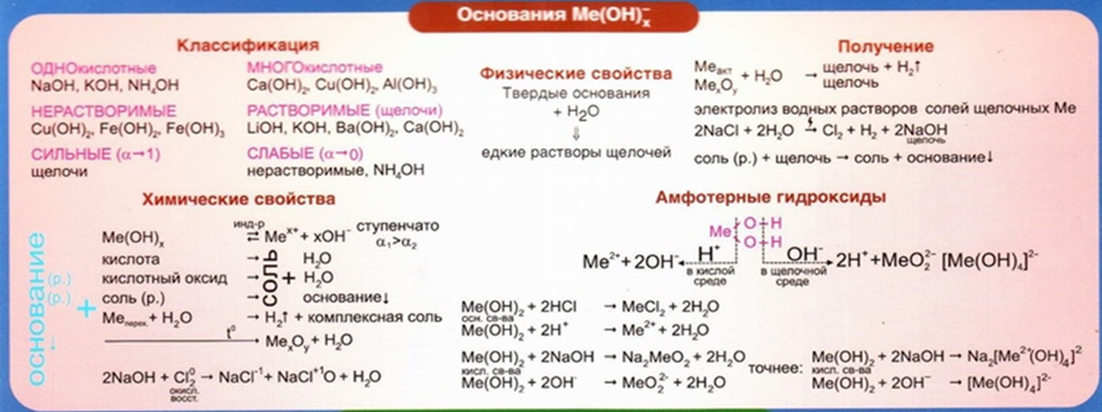 Основания Me(OH)ₓ⁻
Классификация
ОДНОкислотные
NaOH, KOH, NH₄OH
МНОГОкислотные
Ca(OH)₂, Cu(OH)₂, Al(OH)₃
НЕРАСТВОРИМЫЕ
Cu(OH)₂, Fe(OH)₂, Fe(OH)₃
РАСТВОРИМЫЕ (щелочи)
LiOH, KOH, Ba(OH)₂, Ca(OH)₂
СИЛЬНЫЕ (α→1)
щелочи
СЛАБЫЕ (α→0)
нерастворимые, NH₄OH
Физические свойства
Твердые основания
+ H₂O
⇓
едкие растворы щелочей
Получение
Meакт + H₂O → щелочь + H₂↑
MeₓOᵧ → щелочь
электролиз водных растворов солей щелочных Me
2NaCl + 2H₂O → Cl₂ + H₂ + 2NaOH
щелочь
соль (р.) + щелочь → соль + основание↓
Химические свойства
основание (р.) (р.) ↓ +
инд-р
Me(OH)ₓ ⇄ Meˣ⁺ + xOH⁻ ступенчато
α₁>α₂
кислота → соль + H₂O
кислотный оксид → H₂O
соль (р.) → основание↓
Meперех. + H₂O → H₂↑ + комплексная соль
t⁰ → MeₓOᵧ + H₂O
2NaOH + Cl₂⁰ → NaCl⁻¹ + NaCl⁺¹O + H₂O
окисл.
восст.
Амфотерные гидроксиды
Me O H
O H
Me²⁺ + 2OH⁻ ← H⁺ OH⁻ → 2H⁺ + MeO₂²⁻ [Me(OH)₄]²⁻
в кислой среде
в щелочной среде
Me(OH)₂ + 2HCl → MeCl₂ + 2H₂O
осн. св-ва
Me(OH)₂ + 2H⁺ → Me²⁺ + 2H₂O
Me(OH)₂ + 2NaOH → Na₂MeO₂ + 2H₂O
кисл. св-ва
Me(OH)₂ + 2OH⁻ → MeO₂²⁻ + 2H₂O
точнее:
Me(OH)₂ + 2NaOH → Na₂[Me²⁺(OH)₄]²
кисл. св-ва
Me(OH)₂ + 2OH⁻ → [Me(OH)₄]²⁻